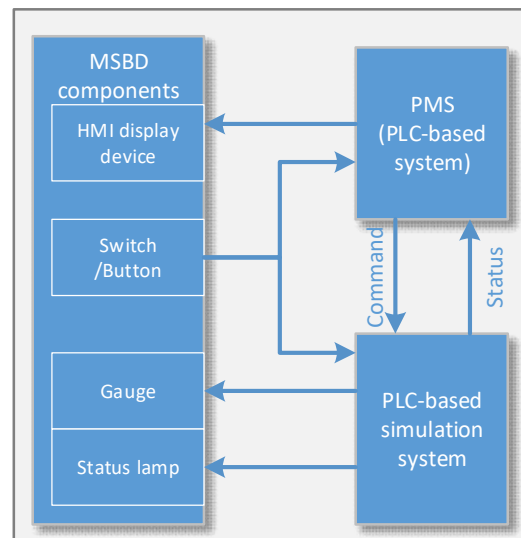 MSBD
components
HMI display
device
Switch
/Button
Gauge
Status lamp
PMS
(PLC-based
system)
Command
Status
PLC-based
simulation
system